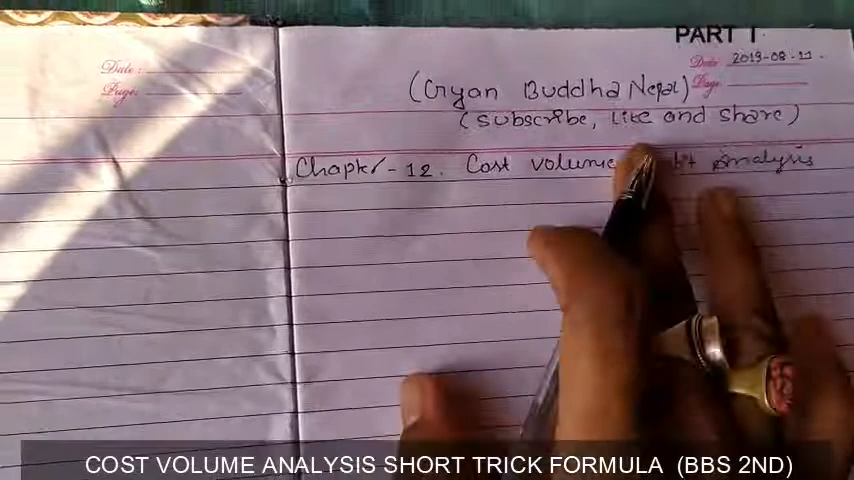 PART I
Date: 2019-08-11
Page
Date:
Page:
(Gyan Buddha Nepal)
(Subscribe, Like and Share)
Chapter-12. Cost volume Analysis
COST VOLUME ANALYSIS SHORT TRICK FORMULA (BBS 2ND)